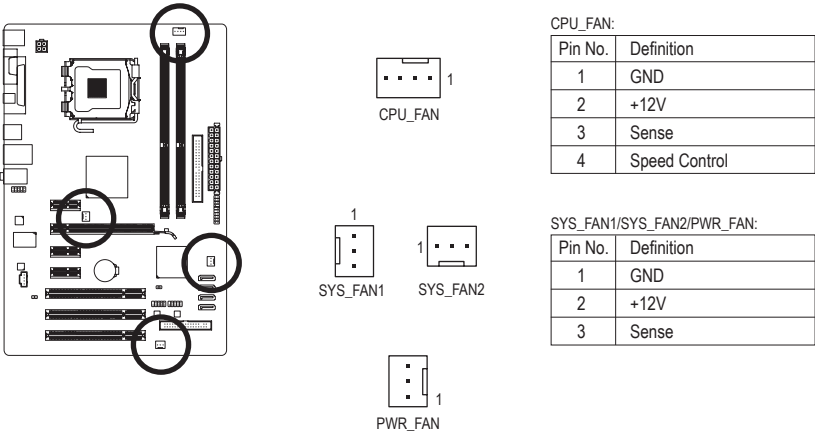 1
CPU_FAN
1
SYS_FAN1
1
SYS_FAN2
1
PWR_FAN
CPU_FAN:
Pin No. Definition
1 GND
2 +12V
3 Sense
4 Speed Control
SYS_FAN1/SYS_FAN2/PWR_FAN:
Pin No. Definition
1 GND
2 +12V
3 Sense